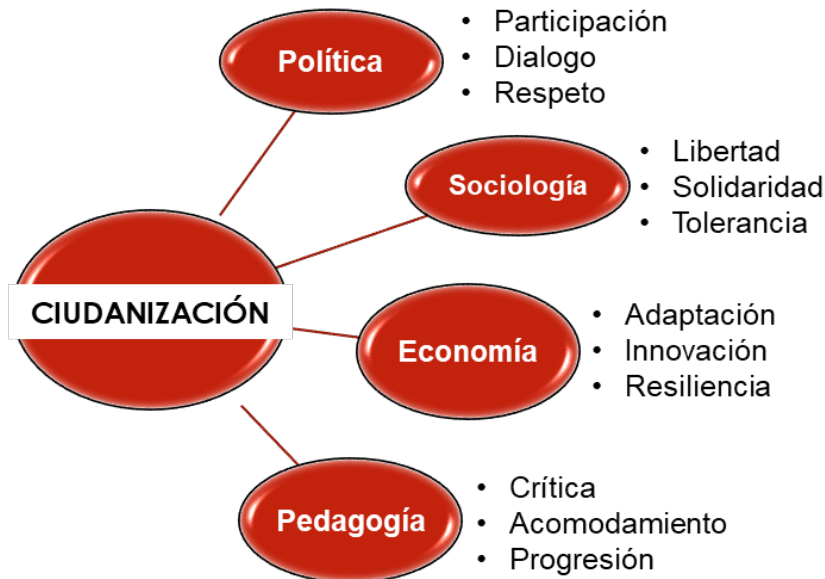 CIUDANIZACIÓN
Política
• Participación
• Dialogo
• Respeto
Sociología
• Libertad
• Solidaridad
• Tolerancia
Economía
• Adaptación
• Innovación
• Resiliencia
Pedagogía
• Crítica
• Acomodamiento
• Progresión